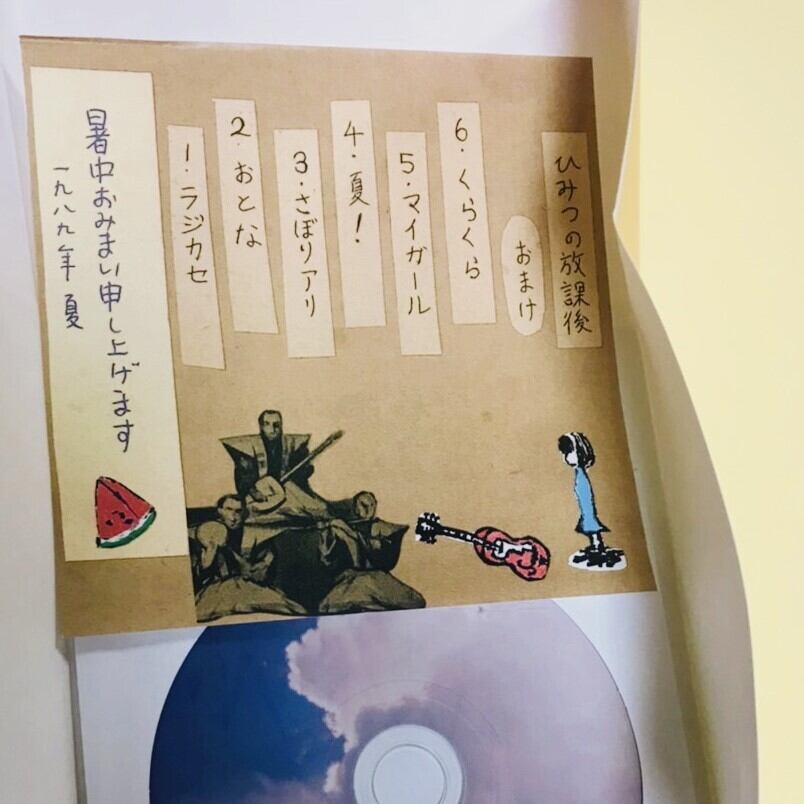 暑中おみまい申し上げます
一九八九年 夏
1.ラジカセ
2.おとな
3.さぼりアリ
4.夏!
5.マイガール
6.くらくら
おまけ
ひみつの放課後